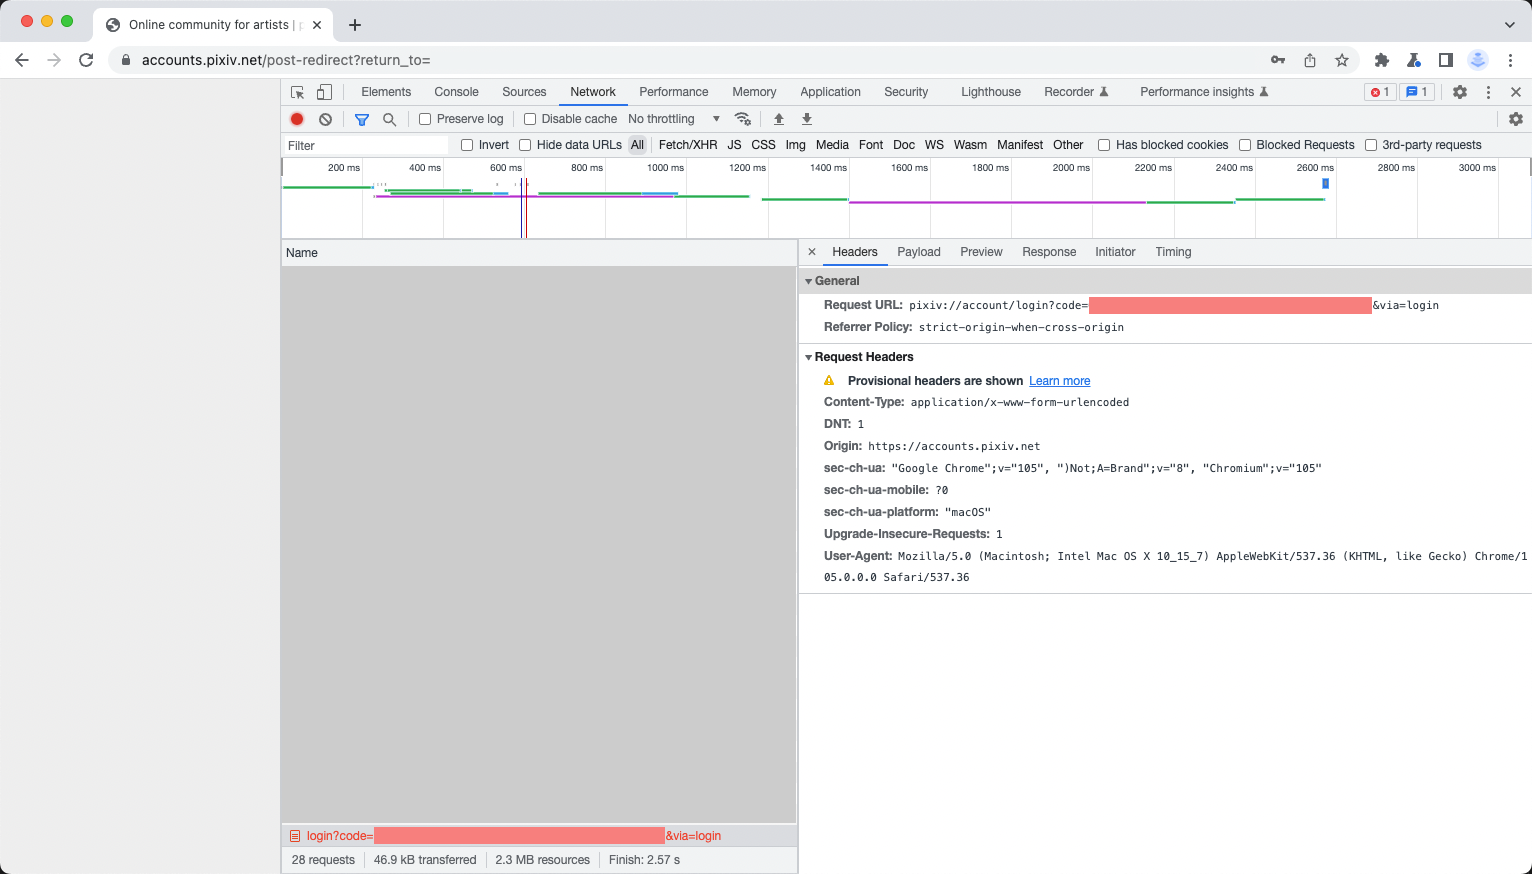 Online community for artists | p
accounts.pixiv.net/post-redirect?return_to=
Elements Console Sources Network Performance Memory Application Security Lighthouse Recorder Performance insights 1 1
Preserve log Disable cache No throttling
Filter Invert Hide data URLs All Fetch/XHR JS CSS Img Media Font Doc WS Wasm Manifest Other Has blocked cookies Blocked Requests 3rd-party requests
200 ms 400 ms 600 ms 800 ms 1000 ms 1200 ms 1400 ms 1600 ms 1800 ms 2000 ms 2200 ms 2400 ms 2600 ms 2800 ms 3000 ms
Name
Headers Payload Preview Response Initiator Timing
General
Request URL: pixiv://account/login?code= &via=login
Referrer Policy: strict-origin-when-cross-origin
Request Headers
Provisional headers are shown Learn more
Content-Type: application/x-www-form-urlencoded
DNT: 1
Origin: https://accounts.pixiv.net
sec-ch-ua: "Google Chrome";v="105", ")Not;A=Brand";v="8", "Chromium";v="105"
sec-ch-ua-mobile: ?0
sec-ch-ua-platform: "macOS"
Upgrade-Insecure-Requests: 1
User-Agent: Mozilla/5.0 (Macintosh; Intel Mac OS X 10_15_7) AppleWebKit/537.36 (KHTML, like Gecko) Chrome/1
05.0.0.0 Safari/537.36
login?code= &via=login
28 requests 46.9 kB transferred 2.3 MB resources Finish: 2.57 s